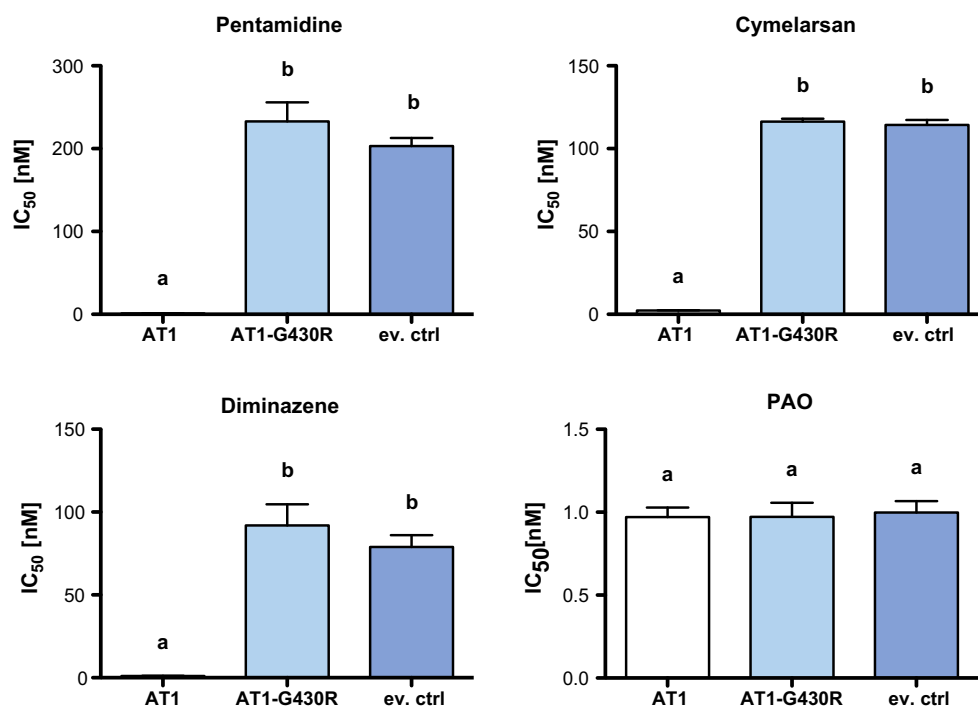 Pentamidine
IC50 [nM]
300
200
100
0
a
b
b
AT1
AT1-G430R
ev. ctrl
Cymelarsan
IC50 [nM]
150
100
50
0
a
b
b
AT1
AT1-G430R
ev. ctrl
Diminazene
IC50 [nM]
150
100
50
0
a
b
b
AT1
AT1-G430R
ev. ctrl
PAO
IC50[nM]
1.5
1.0
0.5
0.0
a
a
a
AT1
AT1-G430R
ev. ctrl